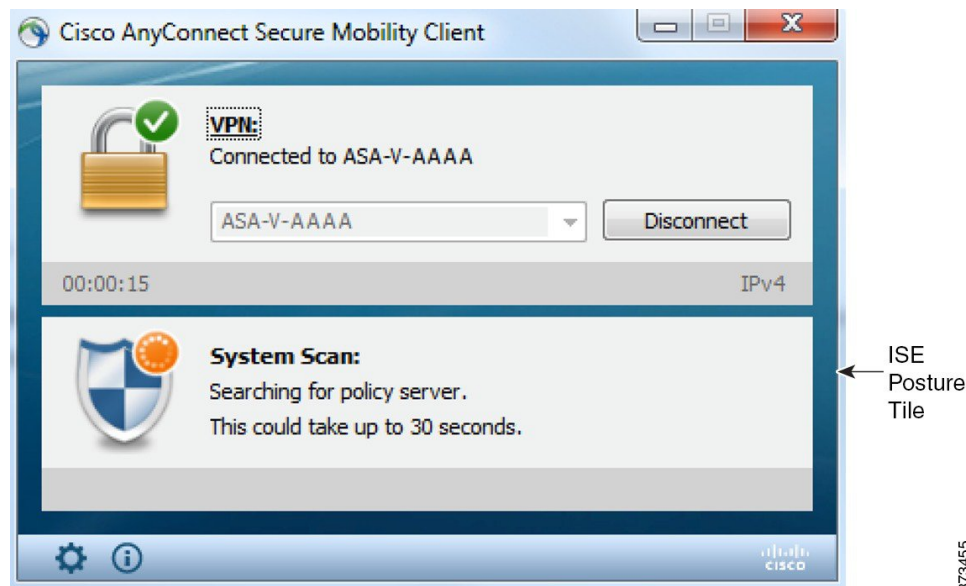 Cisco AnyConnect Secure Mobility Client
VPN:
Connected to ASA-V-AAAA
ASA-V-AAAA
Disconnect
00:00:15
IPv4
System Scan:
Searching for policy server.
This could take up to 30 seconds.
ISE
Posture
Tile
CISCO